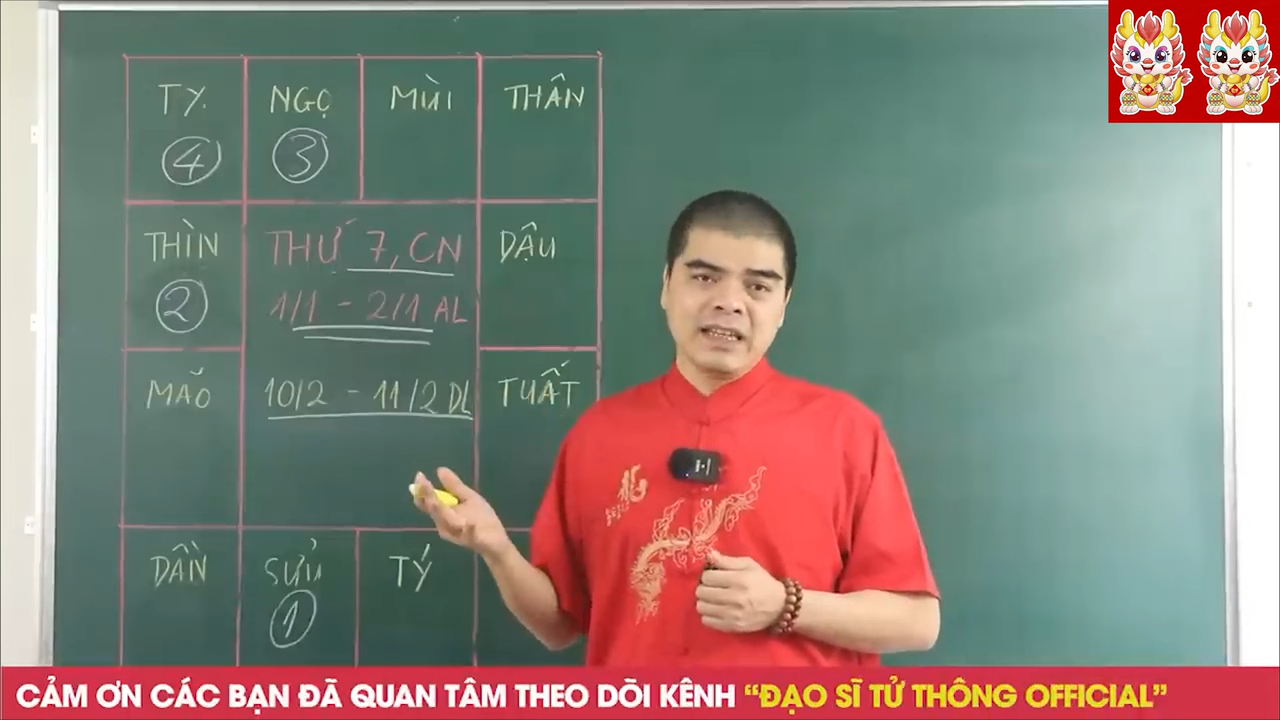 TỴ
NGỌ
MÙI
THÂN
4
3
THÌN
THỨ 7, CN
DẬU
2
1/1 - 2/1 AL
MÃO
10/2 - 11/2 DL
TUẤT
DẦN
SỬU
TÝ
1
CẢM ƠN CÁC BẠN ĐÃ QUAN TÂM THEO DÕI KÊNH “ĐẠO SĨ TỬ THÔNG OFFICIAL”